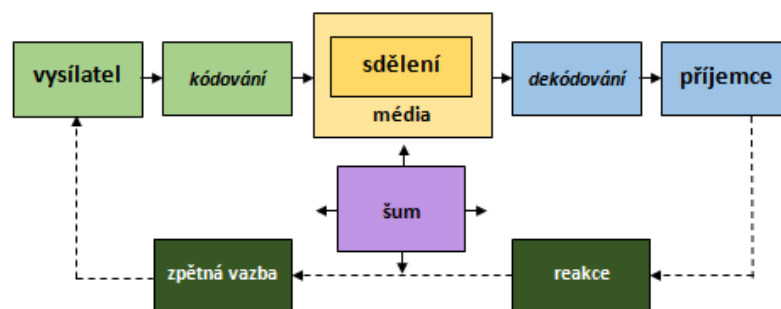 vysílatel
kódování
sdělení
média
dekódování
příjemce
šum
zpětná vazba
reakce